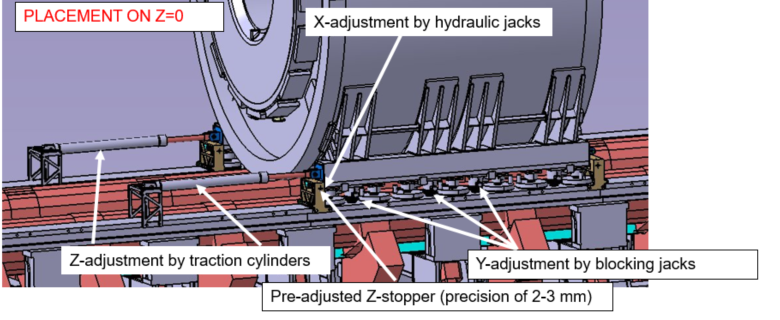 PLACEMENT ON Z=0
X-adjustment by hydraulic jacks
Z-adjustment by traction cylinders
Y-adjustment by blocking jacks
Pre-adjusted Z-stopper (precision of 2-3 mm)